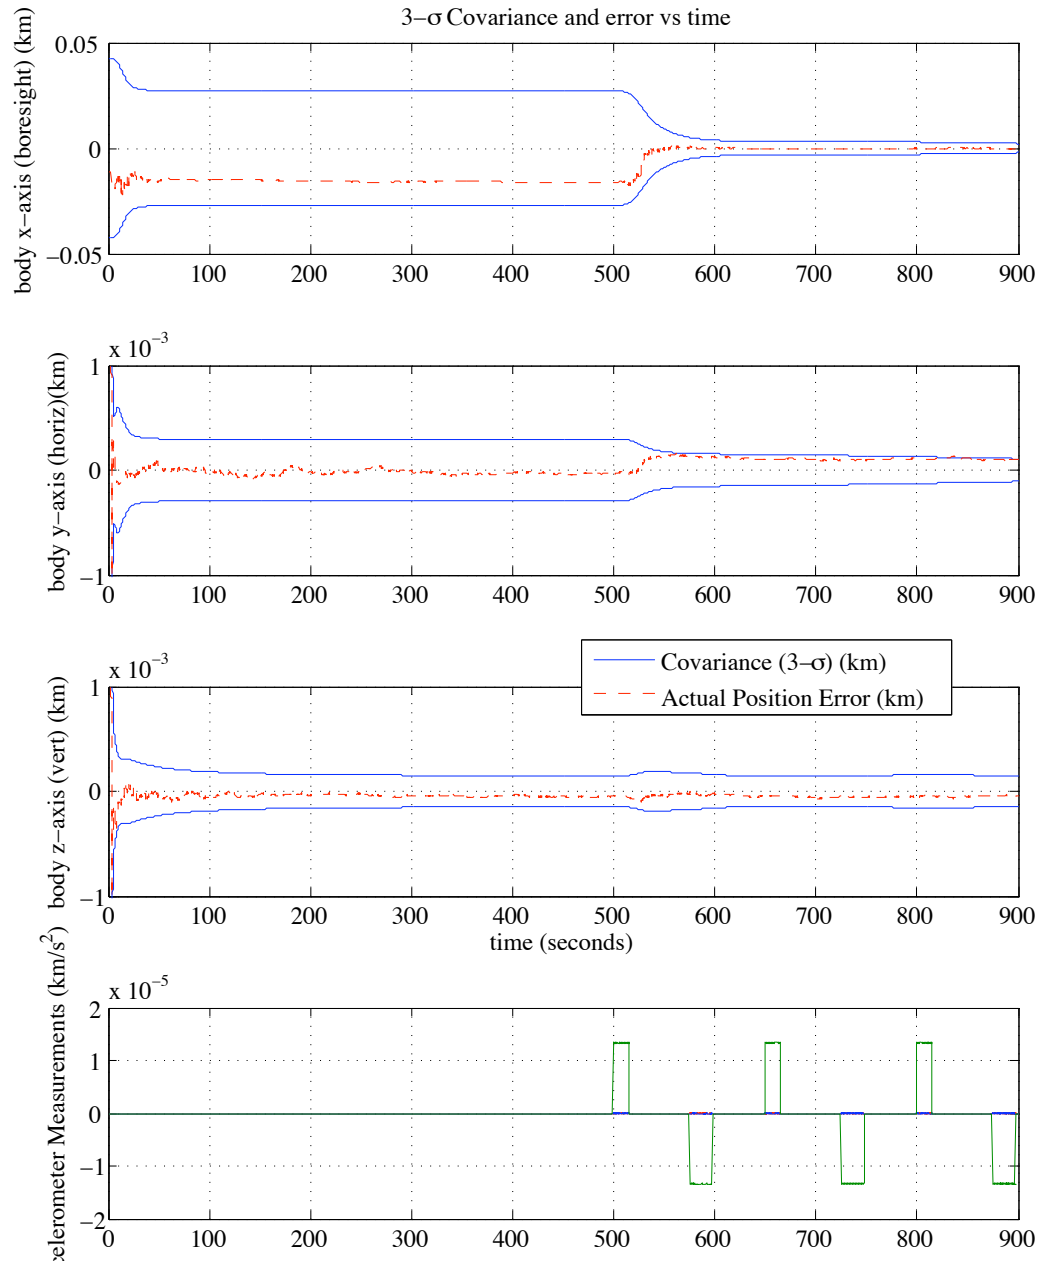 3–σ Covariance and error vs time
body x–axis (boresight) (km)
0.05
0
–0.05
0 100 200 300 400 500 600 700 800 900
x 10–3
body y–axis (horiz)(km)
1
0
–1
0 100 200 300 400 500 600 700 800 900
x 10–3
body z–axis (vert) (km)
1
0
–1
Covariance (3–σ) (km)
Actual Position Error (km)
0 100 200 300 400 500 600 700 800 900
time (seconds)
x 10–5
celerometer Measurements (km/s2)
2
1
0
–1
–2
0 100 200 300 400 500 600 700 800 900